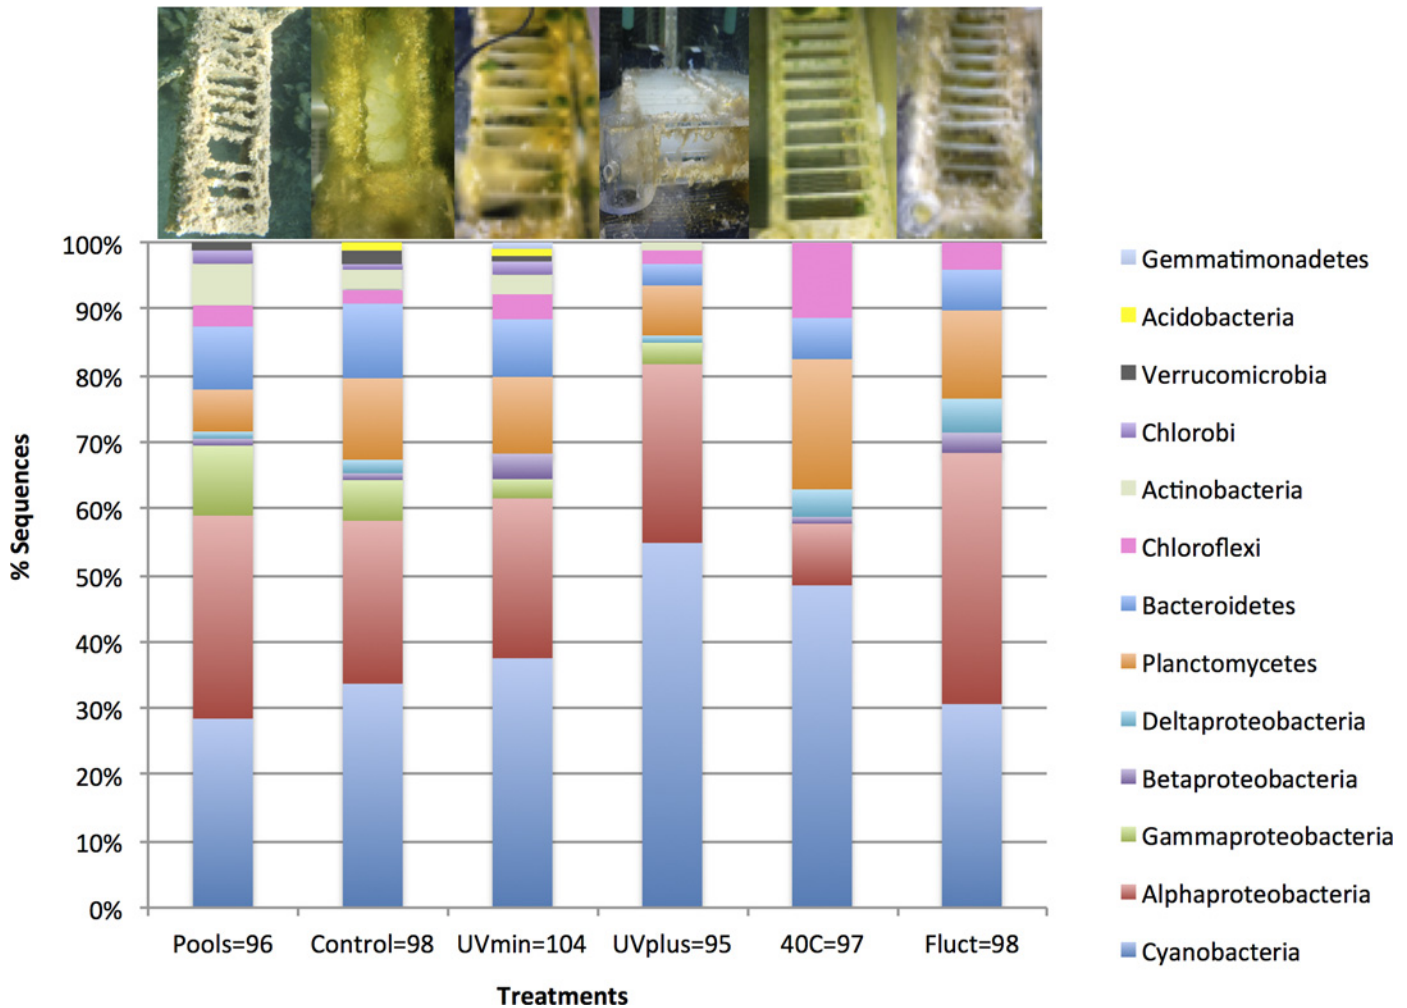 100%
90%
80%
70%
60%
50%
40%
30%
20%
10%
0%
% Sequences
Pools=96 Control=98 UVmin=104 UVplus=95 40C=97 Fluct=98
Treatments
Gemmatimonadetes
Acidobacteria
Verrucomicrobia
Chlorobi
Actinobacteria
Chloroflexi
Bacteroidetes
Planctomycetes
Deltaproteobacteria
Betaproteobacteria
Gammaproteobacteria
Alphaproteobacteria
Cyanobacteria